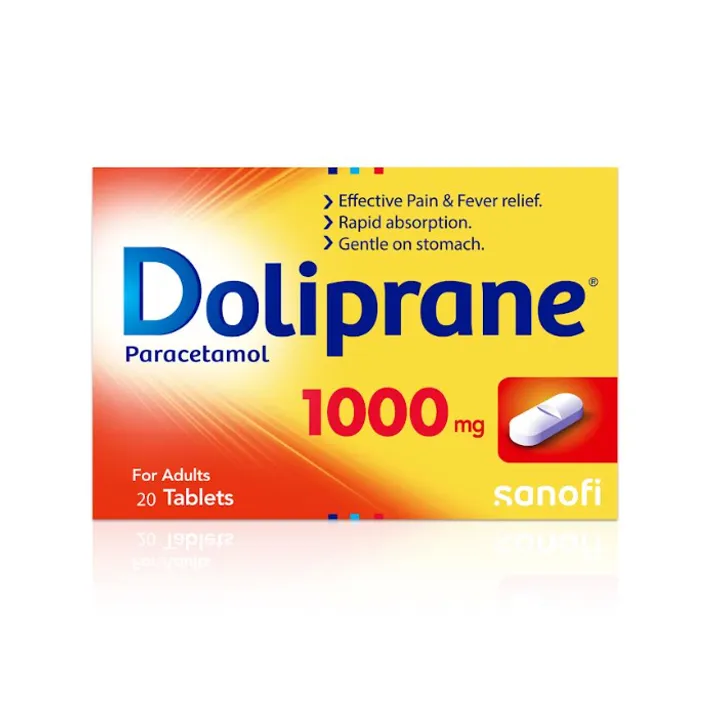 Effective Pain & Fever relief.
Rapid absorption.
Gentle on stomach.
Doliprane®
Paracetamol
1000 mg
For Adults
20 Tablets
sanofi